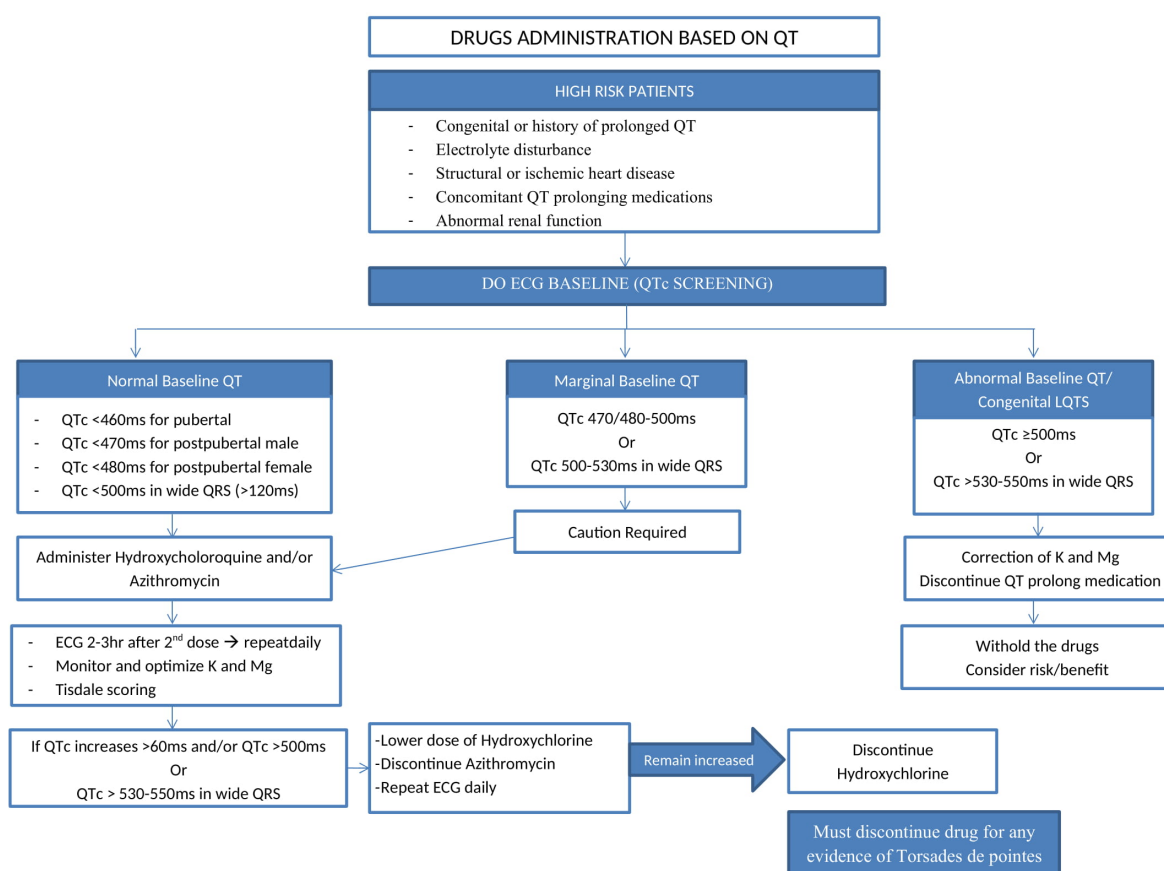 DRUGS ADMINISTRATION BASED ON QT
HIGH RISK PATIENTS
- Congenital or history of prolonged QT
- Electrolyte disturbance
- Structural or ischemic heart disease
- Concomitant QT prolonging medications
- Abnormal renal function
DO ECG BASELINE (QTc SCREENING)
Normal Baseline QT
- QTc <460ms for pubertal
- QTc <470ms for postpubertal male
- QTc <480ms for postpubertal female
- QTc <500ms in wide QRS (>120ms)
Marginal Baseline QT
QTc 470/480-500ms
Or
QTc 500-530ms in wide QRS
Abnormal Baseline QT/
Congenital LQTS
QTc ≥500ms
Or
QTc >530-550ms in wide QRS
Administer Hydroxycholoroquine and/or
Azithromycin
Caution Required
Correction of K and Mg
Discontinue QT prolong medication
- ECG 2-3hr after 2nd dose → repeatdaily
- Monitor and optimize K and Mg
- Tisdale scoring
Withold the drugs
Consider risk/benefit
If QTc increases >60ms and/or QTc >500ms
Or
QTc > 530-550ms in wide QRS
-Lower dose of Hydroxychlorine
-Discontinue Azithromycin
-Repeat ECG daily
Remain increased
Discontinue
Hydroxychlorine
Must discontinue drug for any
evidence of Torsades de pointes